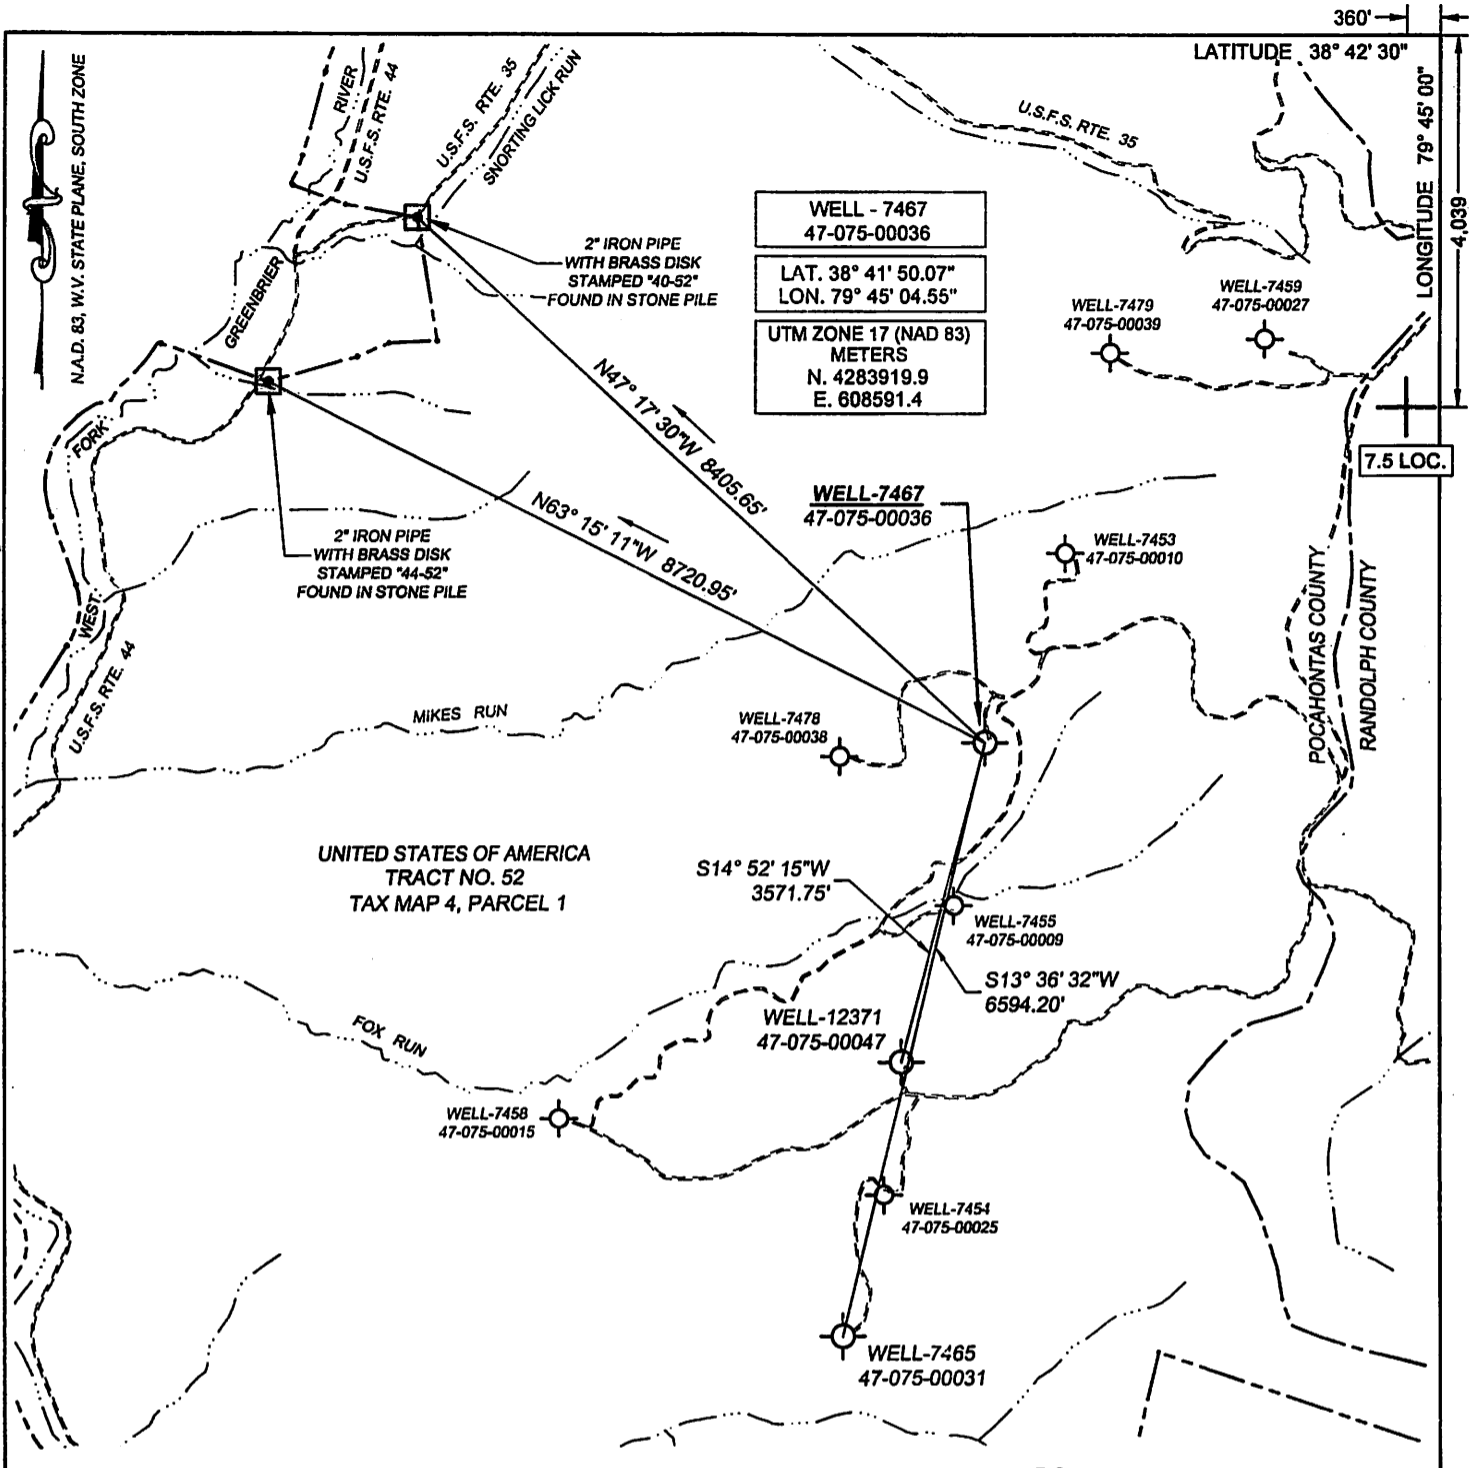 360'
LATITUDE 38° 42' 30"
LONGITUDE 79° 45' 00"
4,039
N.A.D. 83, W.V. STATE PLANE, SOUTH ZONE
RIVER
U.S.F.S. RTE. 44
U.S.F.S. RTE. 35
SNORTING LICK RUN
U.S.F.S. RTE. 35
WELL - 7467
47-075-00036
LAT. 38° 41' 50.07"
LON. 79° 45' 04.55"
UTM ZONE 17 (NAD 83)
METERS
N. 4283919.9
E. 608591.4
2" IRON PIPE
WITH BRASS DISK
STAMPED "40-52"
FOUND IN STONE PILE
GREENBRIER
WELL-7479
47-075-00039
WELL-7459
47-075-00027
7.5 LOC.
FORK
N47° 17' 30"W 8405.65'
N63° 15' 11"W 8720.95'
WELL-7467
47-075-00036
WELL-7453
47-075-00010
2" IRON PIPE
WITH BRASS DISK
STAMPED "44-52"
FOUND IN STONE PILE
WEST
U.S.F.S. RTE. 44
POCAHONTAS COUNTY
RANDOLPH COUNTY
MIKES RUN
WELL-7478
47-075-00038
UNITED STATES OF AMERICA
TRACT NO. 52
TAX MAP 4, PARCEL 1
S14° 52' 15"W
3571.75'
WELL-7455
47-075-00009
S13° 36' 32"W
6594.20'
WELL-12371
47-075-00047
FOX RUN
WELL-7458
47-075-00015
WELL-7454
47-075-00025
WELL-7465
47-075-00031